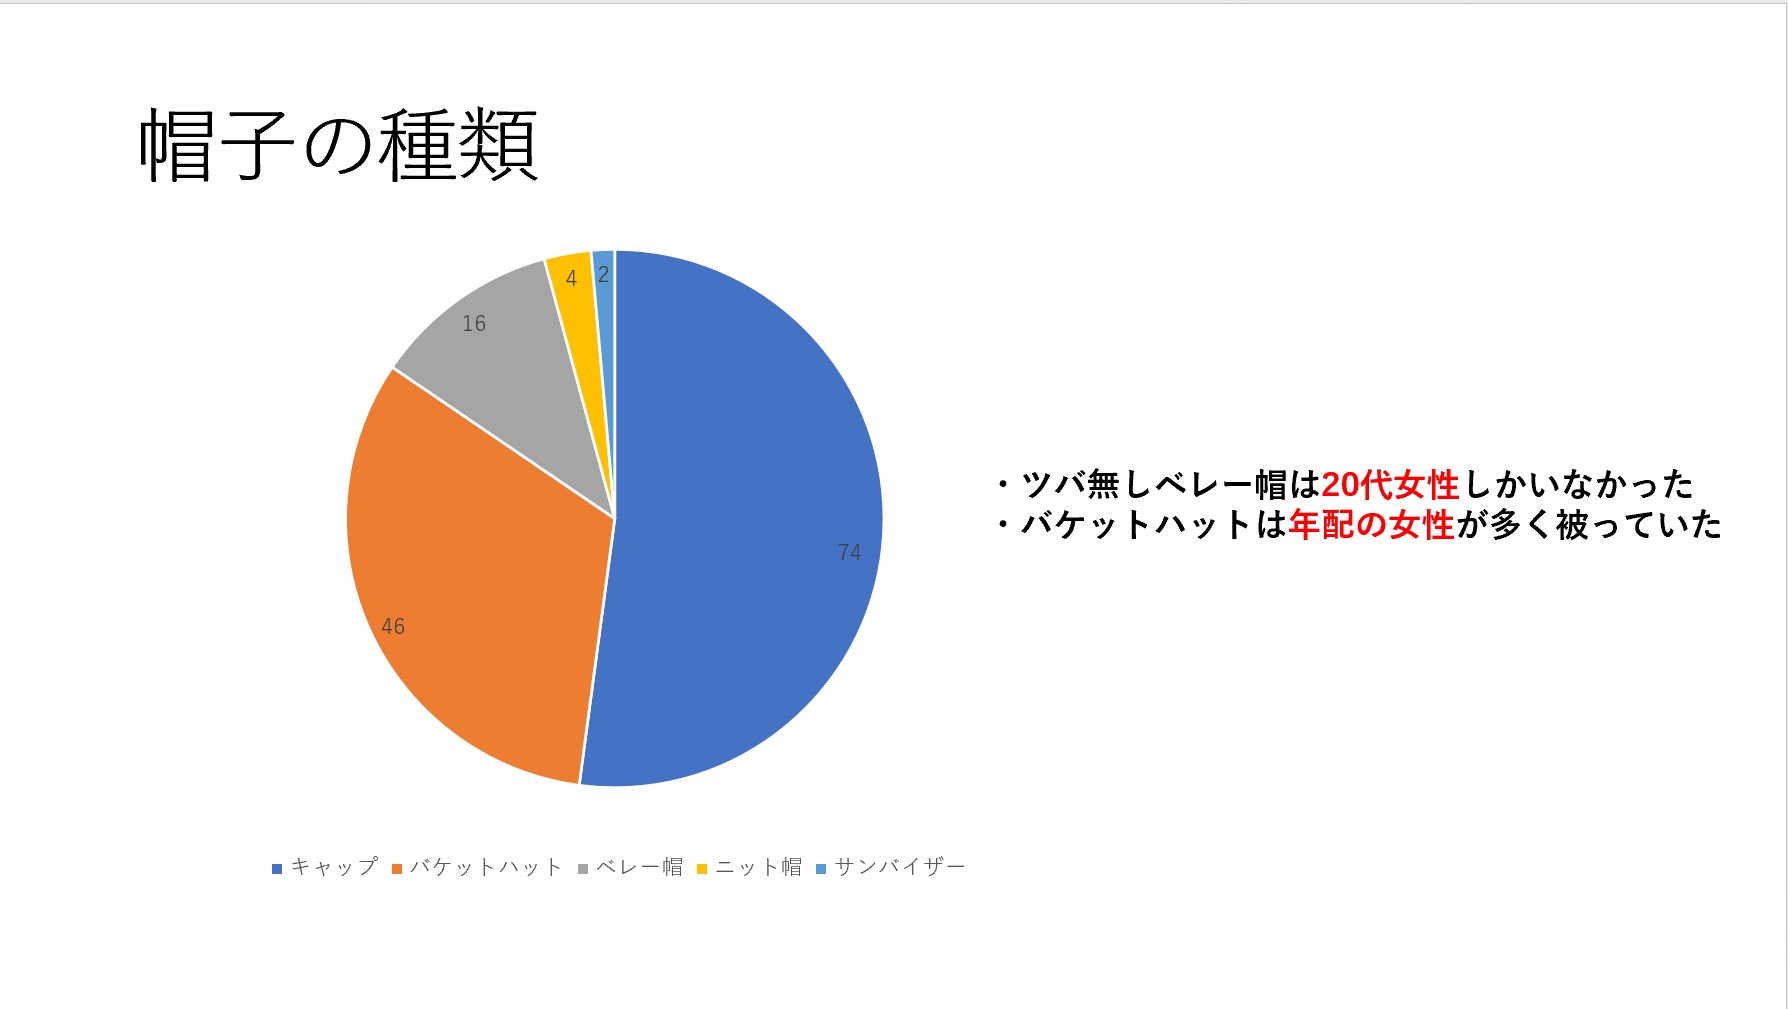 帽子の種類
2
4
16
74
46
・ツバ無しベレー帽は20代女性しかいなかった
・バケットハットは年配の女性が多く被っていた
キャップ バケットハット ベレー帽 ニット帽 サンバイザー